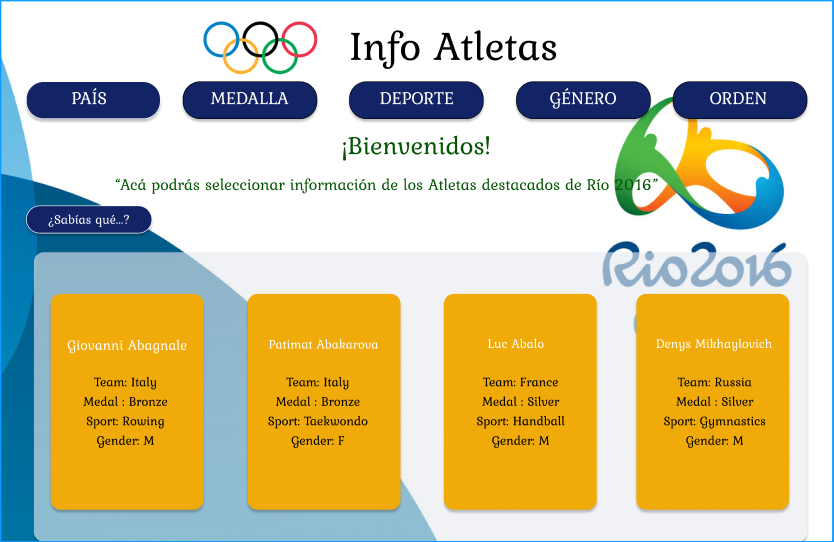 Info Atletas
PAÍS
MEDALLA
DEPORTE
GÉNERO
ORDEN
¡Bienvenidos!
“Acá podrás seleccionar información de los Atletas destacados de Río 2016”
¿Sabías qué...?
Rio2016
Giovanni Abagnale
Team: Italy
Medal : Bronze
Sport: Rowing
Gender: M
Patimat Abakarova
Team: Italy
Medal : Bronze
Sport: Taekwondo
Gender: F
Luc Abalo
Team: France
Medal : Silver
Sport: Handball
Gender: M
Denys Mikhaylovich
Team: Russia
Medal : Silver
Sport: Gymnastics
Gender: M